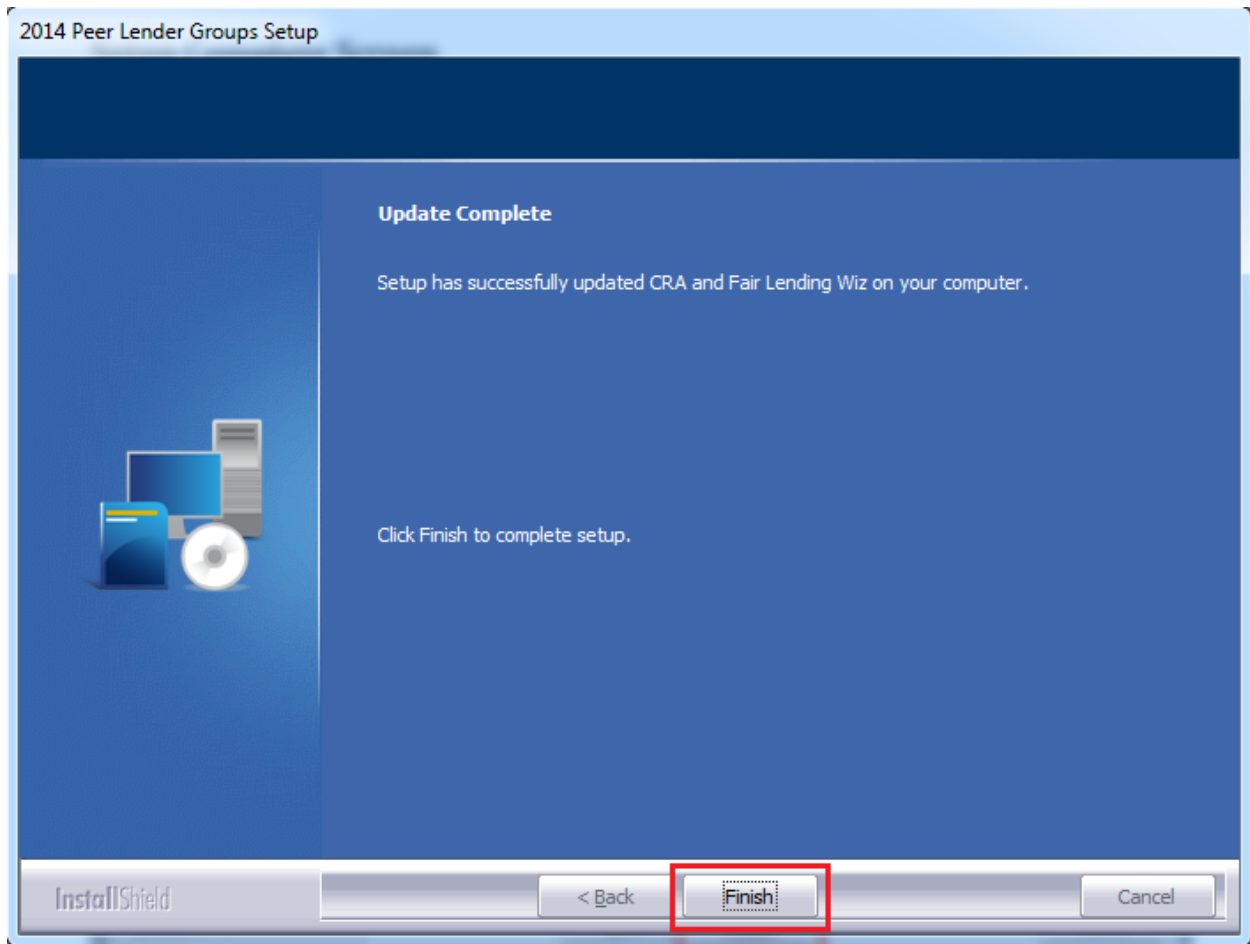 2014 Peer Lender Groups Setup
Update Complete
Setup has successfully updated CRA and Fair Lending Wiz on your computer.
Click Finish to complete setup.
InstallShield
< Back
Finish
Cancel